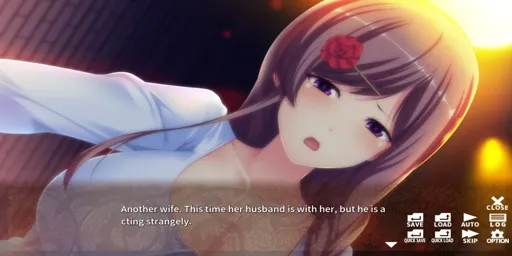 Another wife. This time her husband is with her, but he is a
cting strangely.
CLOSE
SAVE LOAD AUTO LOG
QUICK SAVE QUICK LOAD SKIP OPTION